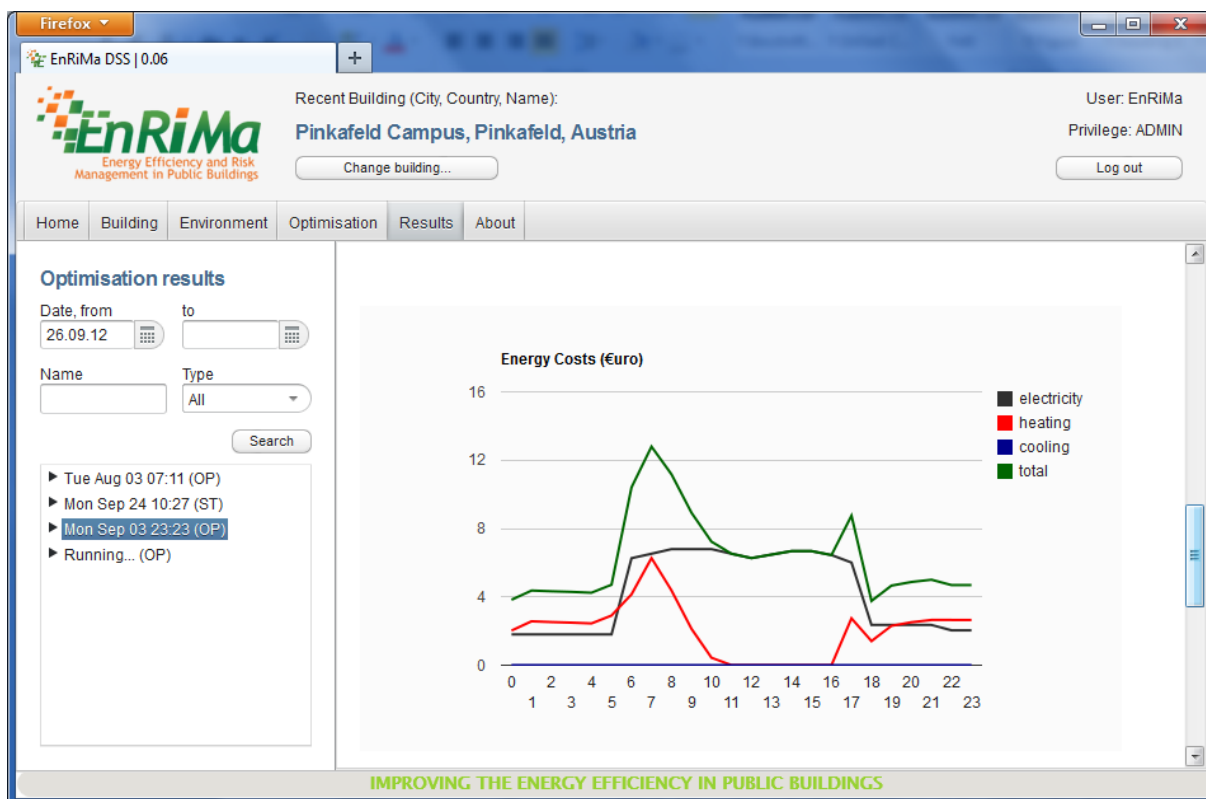 Firefox
EnRiMa DSS | 0.06
EnRiMa
Energy Efficiency and Risk
Management in Public Buildings
Recent Building (City, Country, Name):
Pinkafeld Campus, Pinkafeld, Austria
Change building...
User: EnRiMa
Privilege: ADMIN
Log out
Home Building Environment Optimisation Results About
Optimisation results
Date, from to
26.09.12
Name Type
All
Search
Tue Aug 03 07:11 (OP)
Mon Sep 24 10:27 (ST)
Mon Sep 03 23:23 (OP)
Running... (OP)
Energy Costs (€uro)
16
12
8
4
0
0 2 4 6 8 10 12 14 16 18 20 22
1 3 5 7 9 11 13 15 17 19 21 23
electricity
heating
cooling
total
IMPROVING THE ENERGY EFFICIENCY IN PUBLIC BUILDINGS